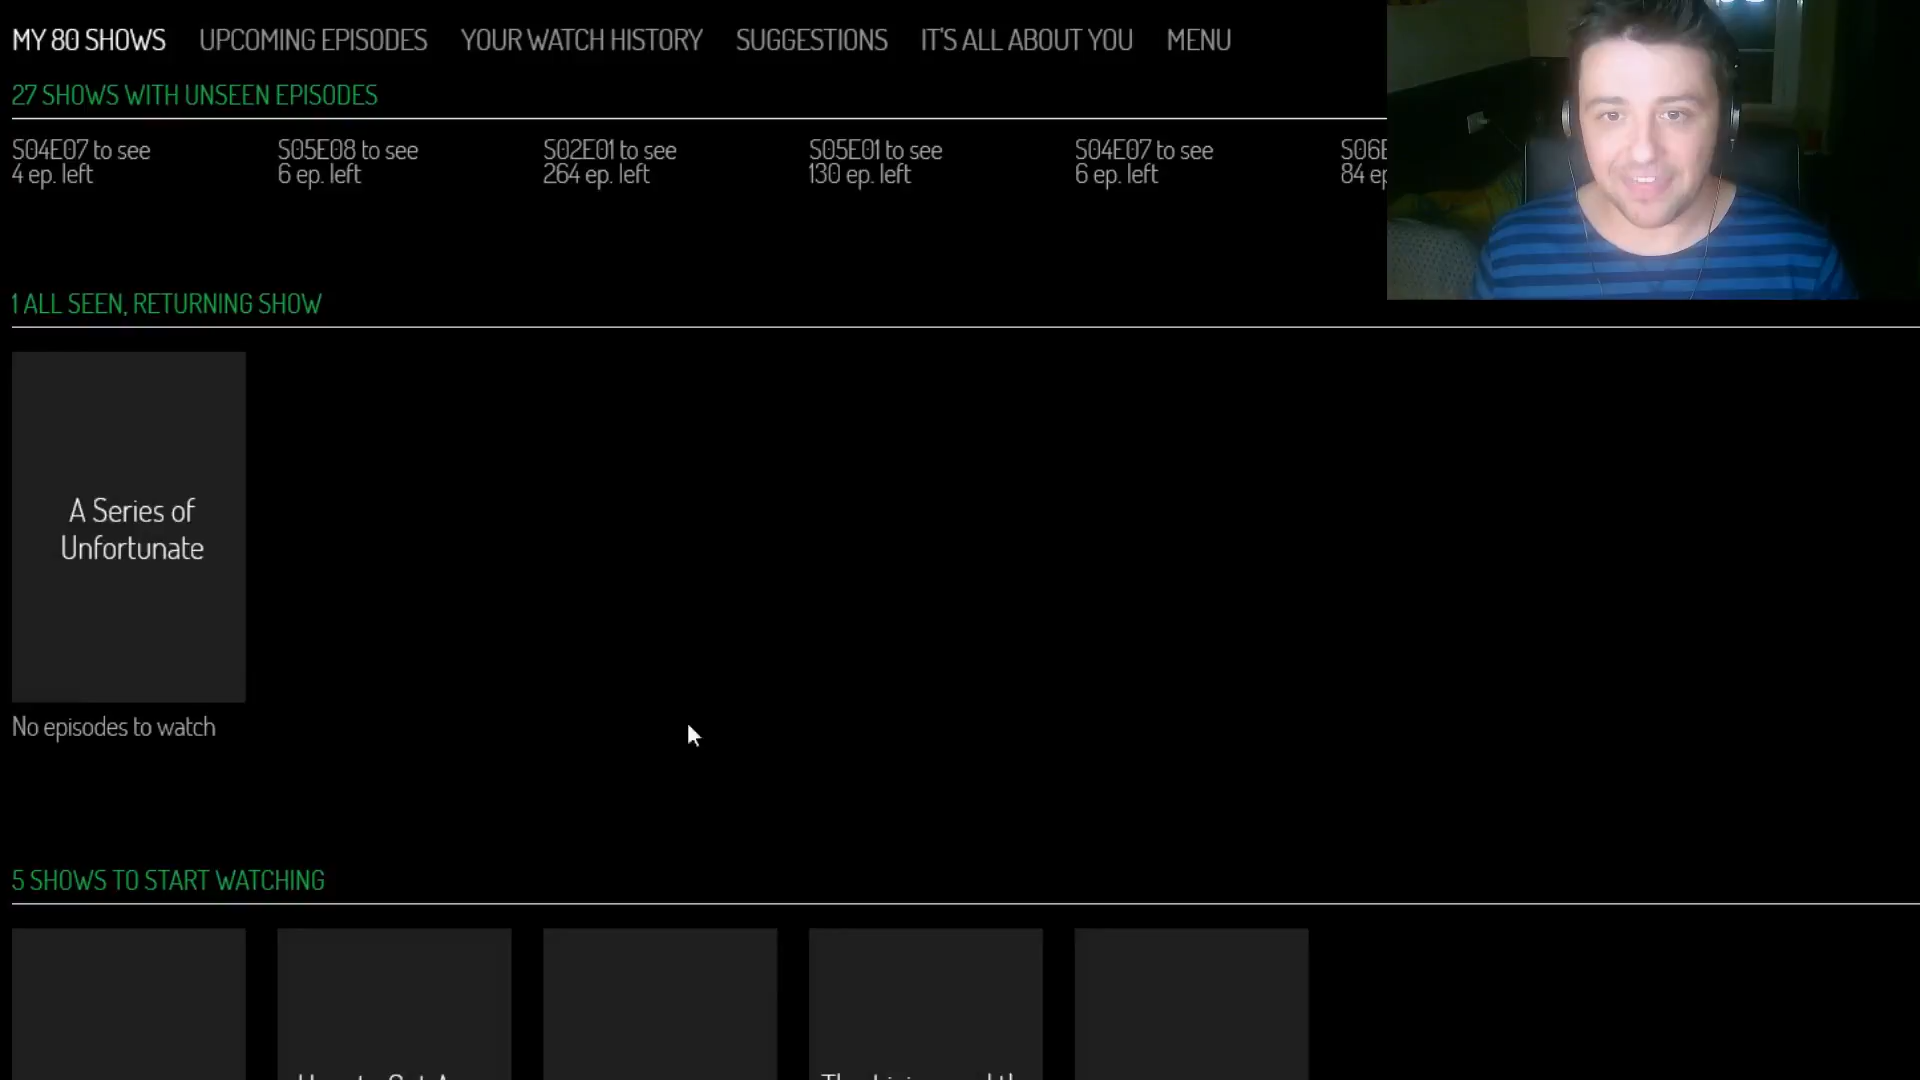 MY 80 SHOWS UPCOMING EPISODES YOUR WATCH HISTORY SUGGESTIONS IT'S ALL ABOUT YOU MENU
27 SHOWS WITH UNSEEN EPISODES
S04E07 to see S05E08 to see S02E01 to see S05E01 to see S04E07 to see S06E
4 ep. left 6 ep. left 264 ep. left 130 ep. left 6 ep. left 84 ep
1 ALL SEEN, RETURNING SHOW
A Series of
Unfortunate
No episodes to watch
5 SHOWS TO START WATCHING